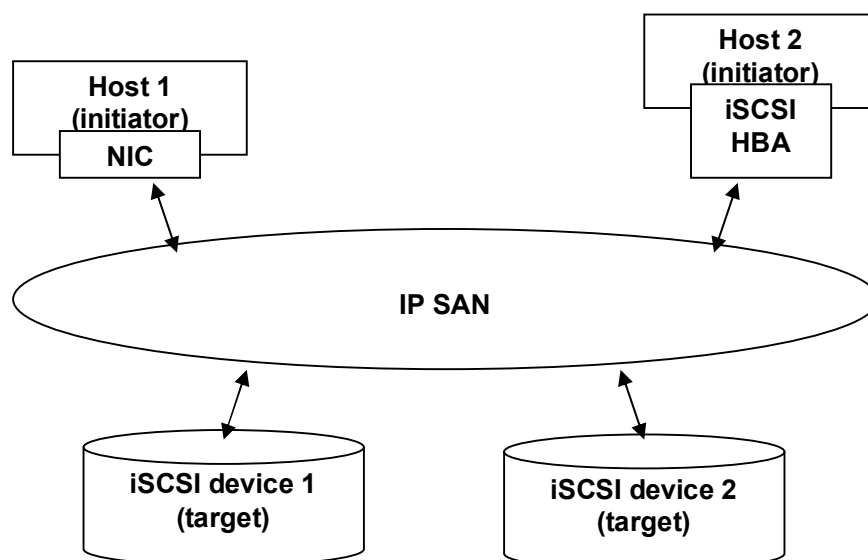 Host 1
(initiator)
NIC
Host 2
(initiator)
iSCSI
HBA
IP SAN
iSCSI device 1
(target)
iSCSI device 2
(target)